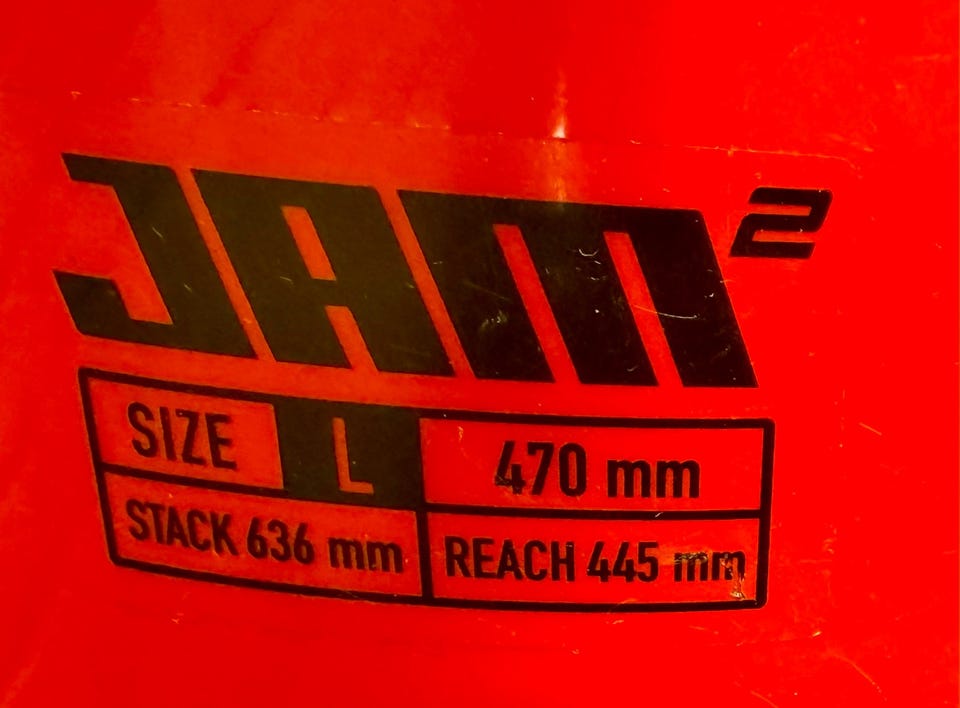 JAM²
SIZE L 470 mm
STACK 636 mm REACH 445 mm